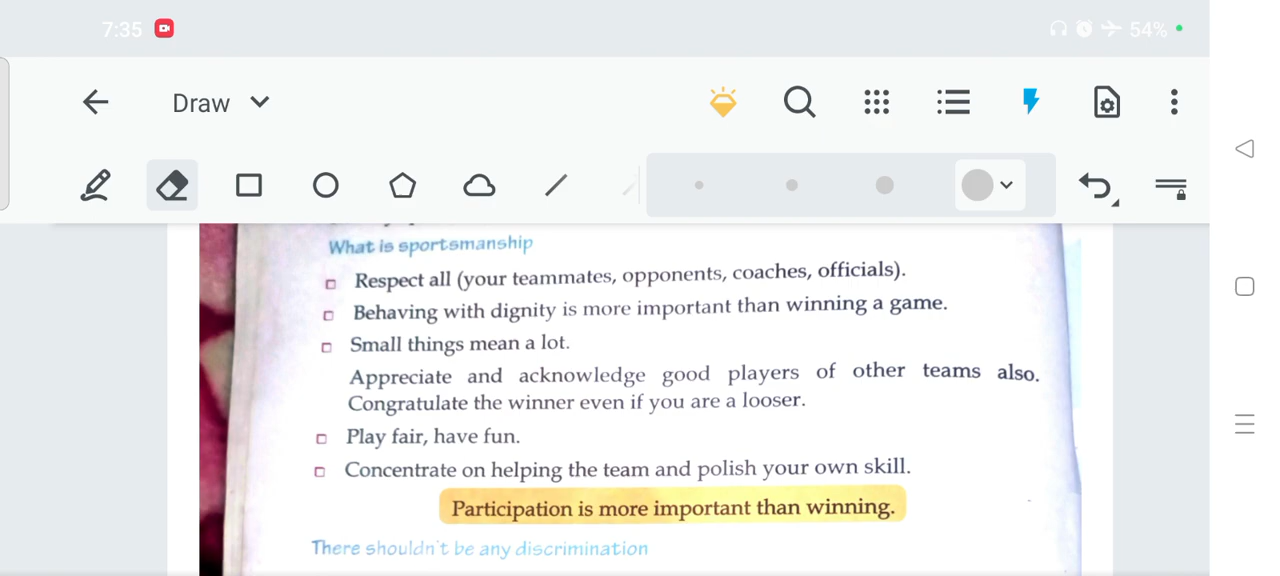 7:35
54%
Draw
What is sportsmanship
Respect all (your teammates, opponents, coaches, officials).
Behaving with dignity is more important than winning a game.
Small things mean a lot.
Appreciate and acknowledge good players of other teams also.
Congratulate the winner even if you are a looser.
Play fair, have fun.
Concentrate on helping the team and polish your own skill.
Participation is more important than winning.
There shouldn't be any discrimination